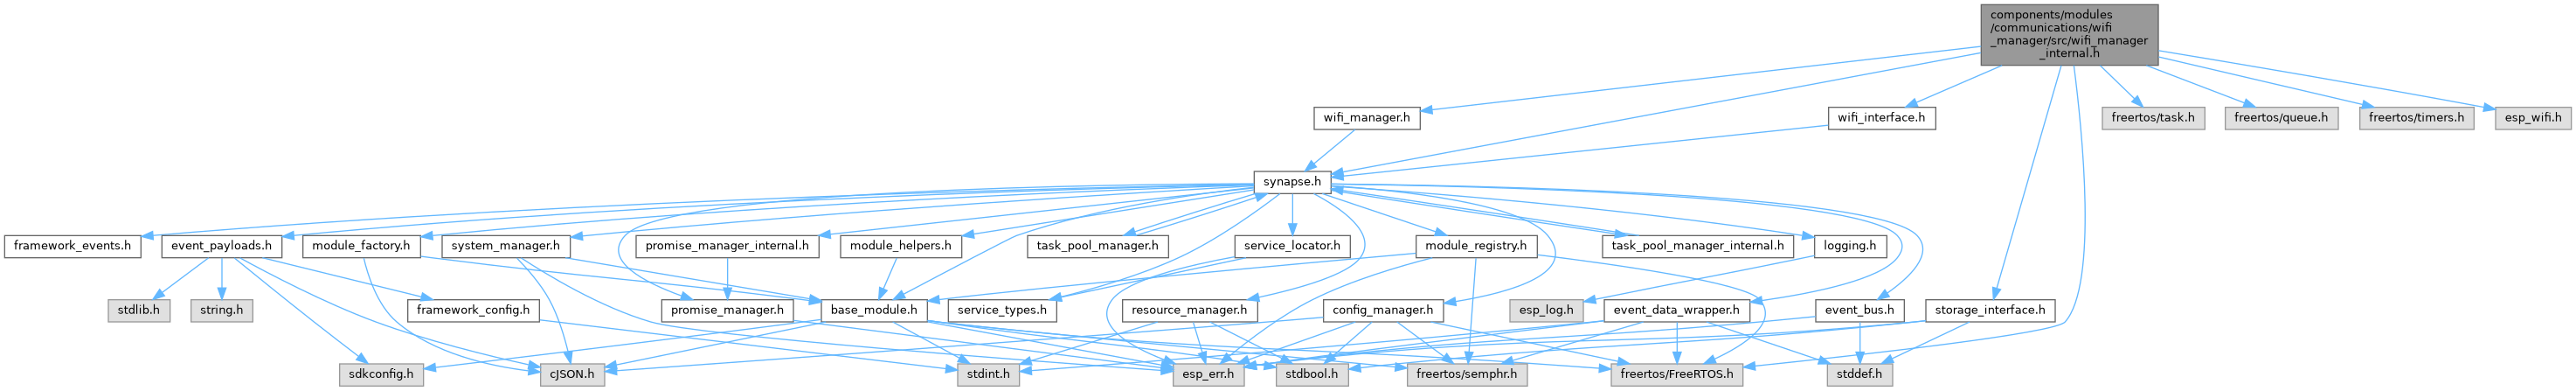 components/modules
/communications/wifi
_manager/src/wifi_manager
_internal.h
wifi_manager.h
wifi_interface.h
freertos/task.h
freertos/queue.h
freertos/timers.h
esp_wifi.h
synapse.h
framework_events.h
event_payloads.h
module_factory.h
system_manager.h
promise_manager_internal.h
module_helpers.h
task_pool_manager.h
service_locator.h
module_registry.h
task_pool_manager_internal.h
logging.h
stdlib.h
string.h
framework_config.h
promise_manager.h
base_module.h
service_types.h
resource_manager.h
config_manager.h
esp_log.h
event_data_wrapper.h
event_bus.h
storage_interface.h
sdkconfig.h
cJSON.h
stdint.h
esp_err.h
stdbool.h
freertos/semphr.h
freertos/FreeRTOS.h
stddef.h